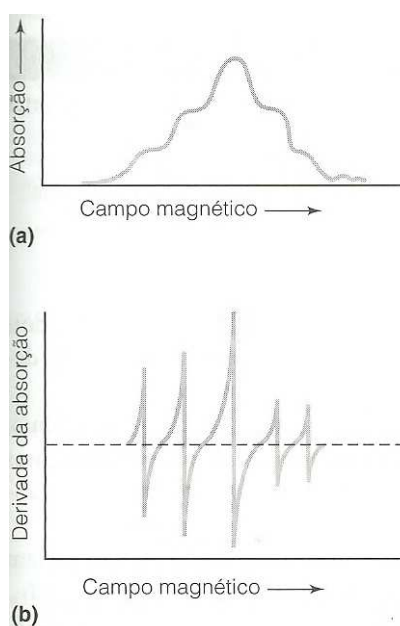 Absorção
Campo magnético
(a)
Derivada da absorção
Campo magnético
(b)